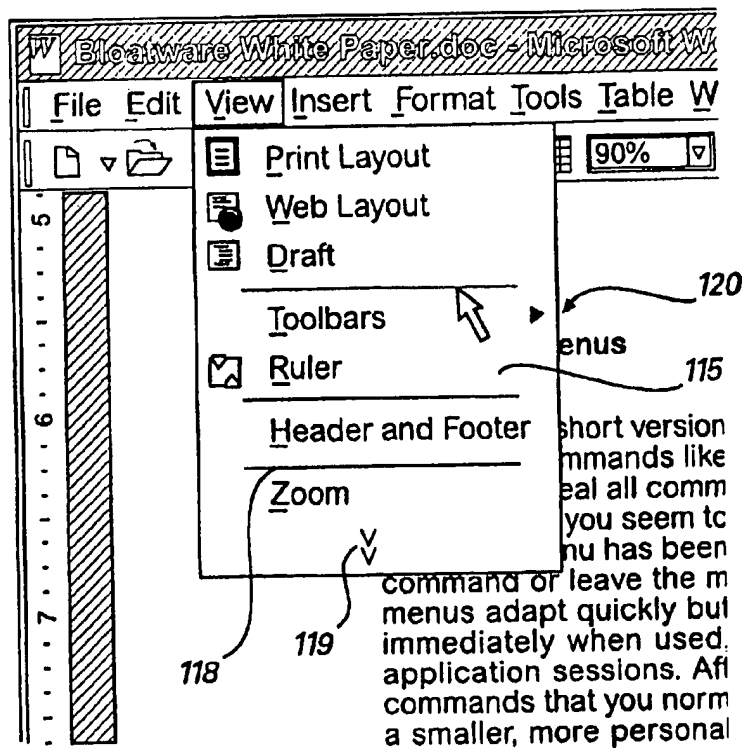 W Bloatware White Paper.doc - Microsoft W
File Edit View Insert Format Tools Table W
90%
Print Layout
Web Layout
Draft
Toolbars
Ruler
Header and Footer
Zoom
120
115
118
119
5
6
7
enus
short version
mmands like
eal all comm
you seem to
nu has been
command or leave the m
menus adapt quickly but
immediately when used,
application sessions. Aft
commands that you norm
a smaller, more personal